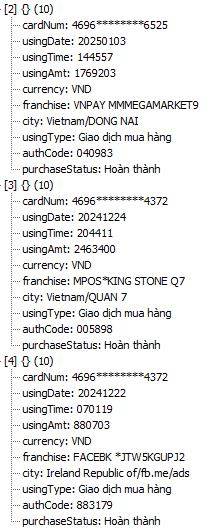 [2] {} (10)
cardNum: 4696********6525
usingDate: 20250103
usingTime: 144557
usingAmt: 1769203
currency: VND
franchise: VNPAY MMMEGAMARKET9
city: Vietnam/DONG NAI
usingType: Giao dịch mua hàng
authCode: 040983
purchaseStatus: Hoàn thành
[3] {} (10)
cardNum: 4696********4372
usingDate: 20241224
usingTime: 204411
usingAmt: 2463400
currency: VND
franchise: MPOS*KING STONE Q7
city: Vietnam/QUAN 7
usingType: Giao dịch mua hàng
authCode: 005898
purchaseStatus: Hoàn thành
[4] {} (10)
cardNum: 4696********4372
usingDate: 20241222
usingTime: 070119
usingAmt: 880703
currency: VND
franchise: FACEBK *JTW5KGUPJ2
city: Ireland Republic of/fb.me/ads
usingType: Giao dịch mua hàng
authCode: 883179
purchaseStatus: Hoàn thành